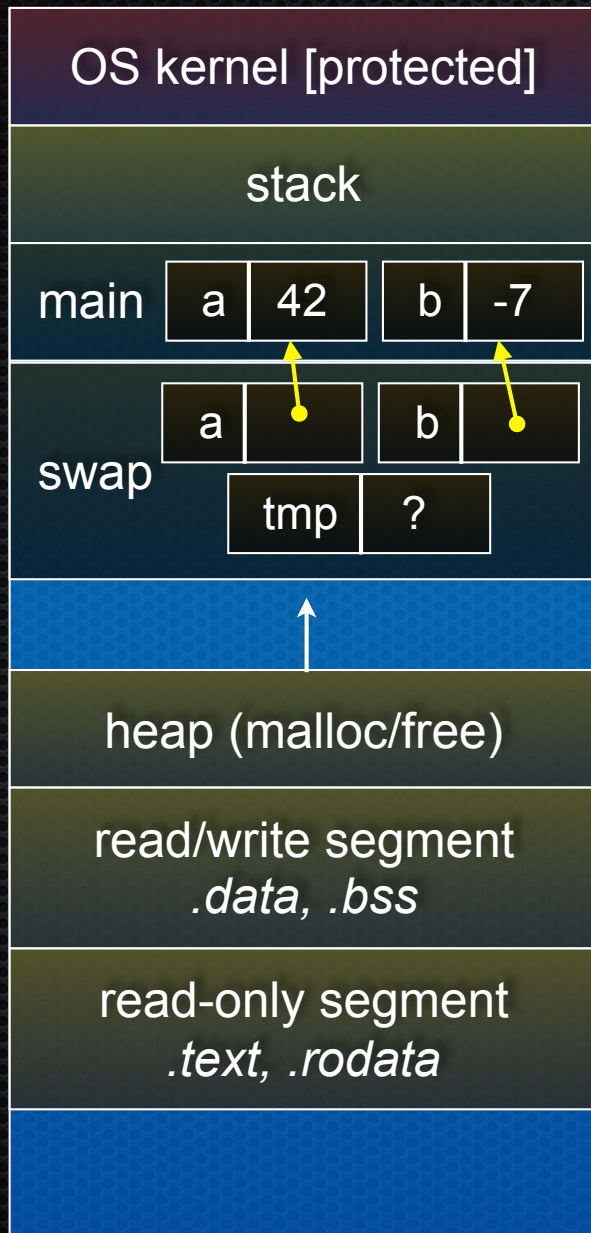 OS kernel [protected]
stack
main a 42 b -7
a b
swap
tmp ?
heap (malloc/free)
read/write segment
.data, .bss
read-only segment
.text, .rodata